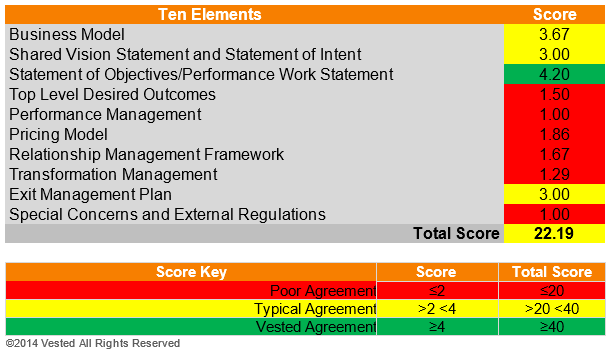 Ten Elements Score
Business Model 3.67
Shared Vision Statement and Statement of Intent 3.00
Statement of Objectives/Performance Work Statement 4.20
Top Level Desired Outcomes 1.50
Performance Management 1.00
Pricing Model 1.86
Relationship Management Framework 1.67
Transformation Management 1.29
Exit Management Plan 3.00
Special Concerns and External Regulations 1.00
Total Score 22.19
Score Key Score Total Score
Poor Agreement ≤2 ≤20
Typical Agreement >2 <4 >20 <40
Vested Agreement ≥4 ≥40
©2014 Vested All Rights Reserved